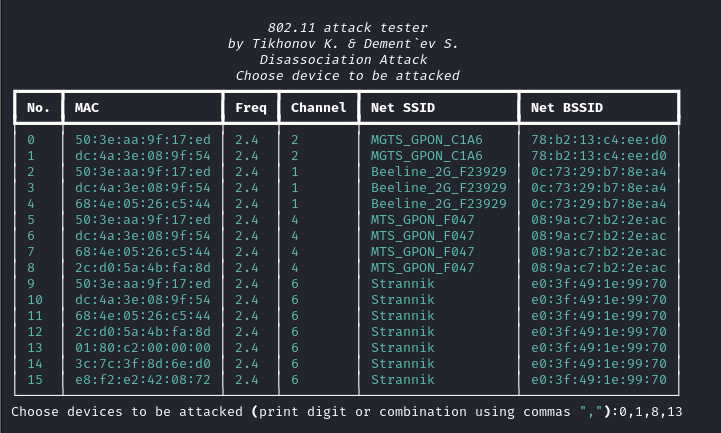 802.11 attack tester
by Tikhonov K. & Dement`ev S.
Disassociation Attack
Choose device to be attacked
No. MAC Freq Channel Net SSID Net BSSID
0 50:3e:aa:9f:17:ed 2.4 2 MGTS_GPON_C1A6 78:b2:13:c4:ee:d0
1 dc:4a:3e:08:9f:54 2.4 2 MGTS_GPON_C1A6 78:b2:13:c4:ee:d0
2 50:3e:aa:9f:17:ed 2.4 1 Beeline_2G_F23929 0c:73:29:b7:8e:a4
3 dc:4a:3e:08:9f:54 2.4 1 Beeline_2G_F23929 0c:73:29:b7:8e:a4
4 68:4e:05:26:c5:44 2.4 1 Beeline_2G_F23929 0c:73:29:b7:8e:a4
5 50:3e:aa:9f:17:ed 2.4 4 MTS_GPON_F047 08:9a:c7:b2:2e:ac
6 dc:4a:3e:08:9f:54 2.4 4 MTS_GPON_F047 08:9a:c7:b2:2e:ac
7 68:4e:05:26:c5:44 2.4 4 MTS_GPON_F047 08:9a:c7:b2:2e:ac
8 2c:d0:5a:4b:fa:8d 2.4 4 MTS_GPON_F047 08:9a:c7:b2:2e:ac
9 50:3e:aa:9f:17:ed 2.4 6 Strannik e0:3f:49:1e:99:70
10 dc:4a:3e:08:9f:54 2.4 6 Strannik e0:3f:49:1e:99:70
11 68:4e:05:26:c5:44 2.4 6 Strannik e0:3f:49:1e:99:70
12 2c:d0:5a:4b:fa:8d 2.4 6 Strannik e0:3f:49:1e:99:70
13 01:80:c2:00:00:00 2.4 6 Strannik e0:3f:49:1e:99:70
14 3c:7c:3f:8d:6e:d0 2.4 6 Strannik e0:3f:49:1e:99:70
15 e8:f2:e2:42:08:72 2.4 6 Strannik e0:3f:49:1e:99:70
Choose devices to be attacked (print digit or combination using commas ","):0,1,8,13